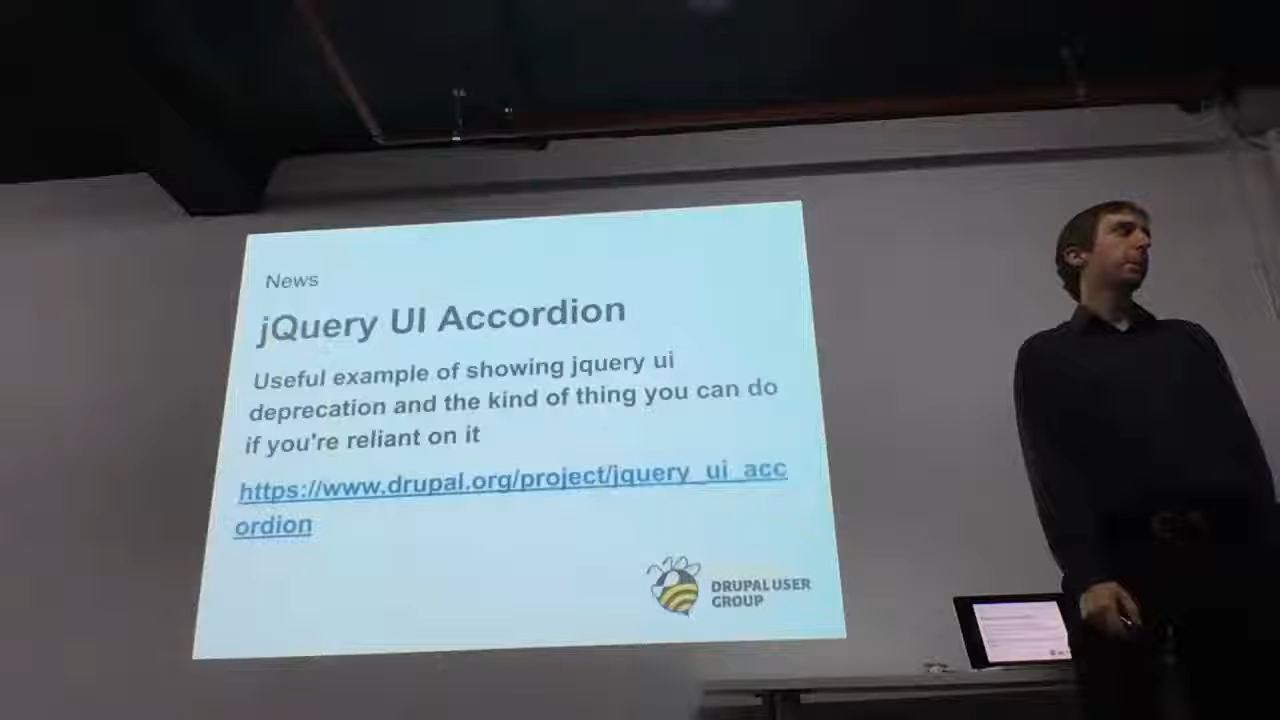 News
jQuery UI Accordion
Useful example of showing jquery ui
deprecation and the kind of thing you can do
if you're reliant on it
https://www.drupal.org/project/jquery_ui_acc
ordion
DRUPAL USER
GROUP